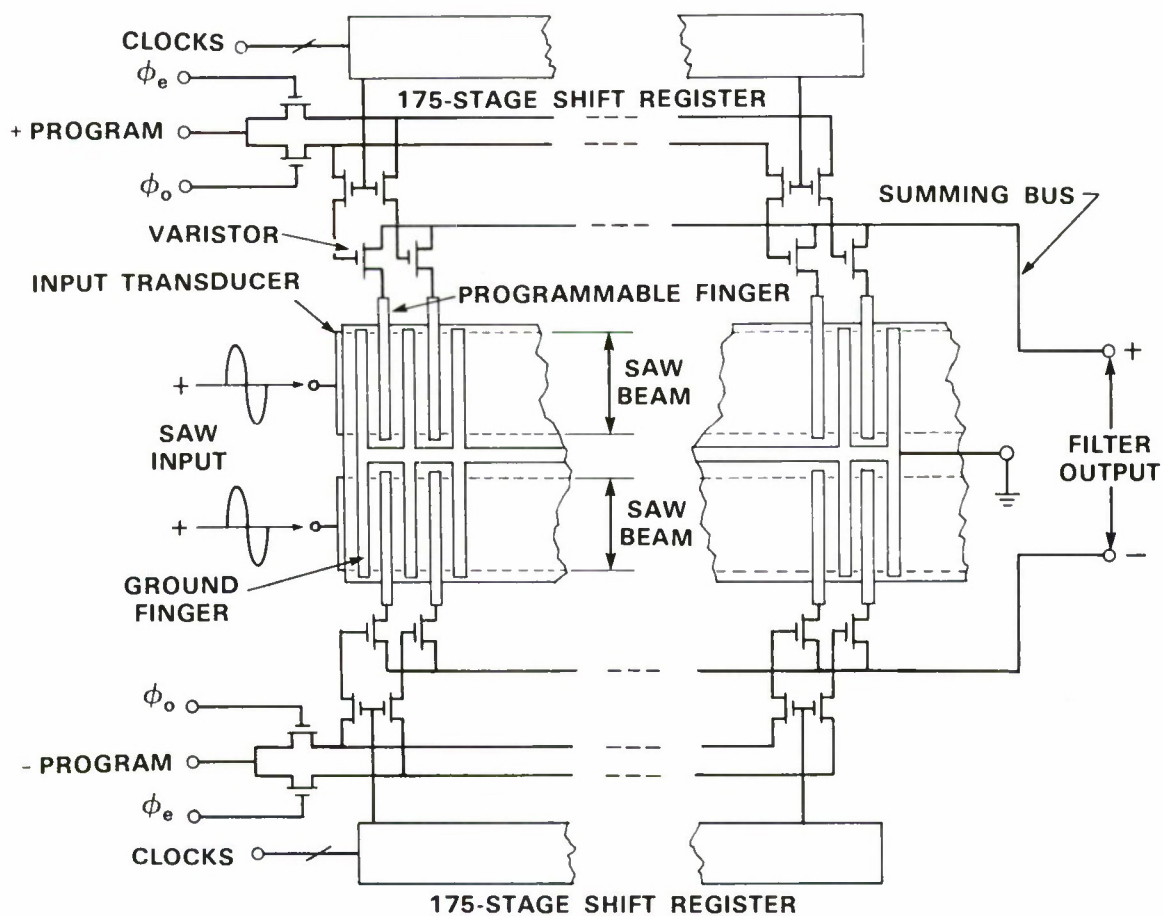 CLOCKS
ϕe
175-STAGE SHIFT REGISTER
+ PROGRAM
ϕo
SUMMING BUS
VARISTOR
INPUT TRANSDUCER
PROGRAMMABLE FINGER
+
+
SAW
BEAM
SAW
INPUT
FILTER
OUTPUT
+
SAW
BEAM
−
GROUND
FINGER
ϕo
- PROGRAM
ϕe
CLOCKS
175-STAGE SHIFT REGISTER